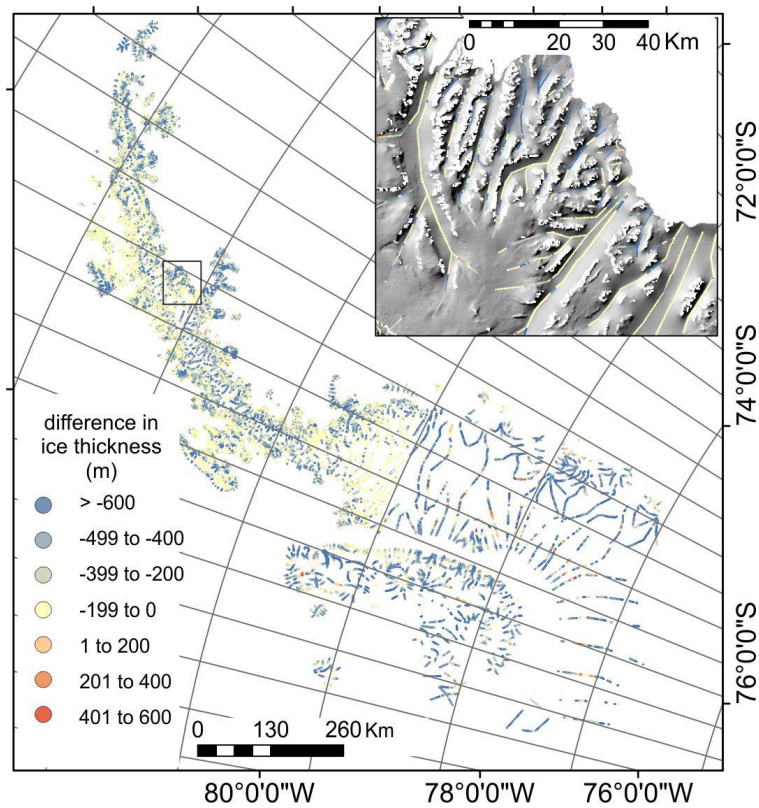 0 20 30 40 Km
72°0'0"S
74°0'0"S
difference in
ice thickness
(m)
> -600
-499 to -400
-399 to -200
-199 to 0
1 to 200
201 to 400
401 to 600
76°0'0"S
0 130 260 Km
80°0'0"W 78°0'0"W 76°0'0"W